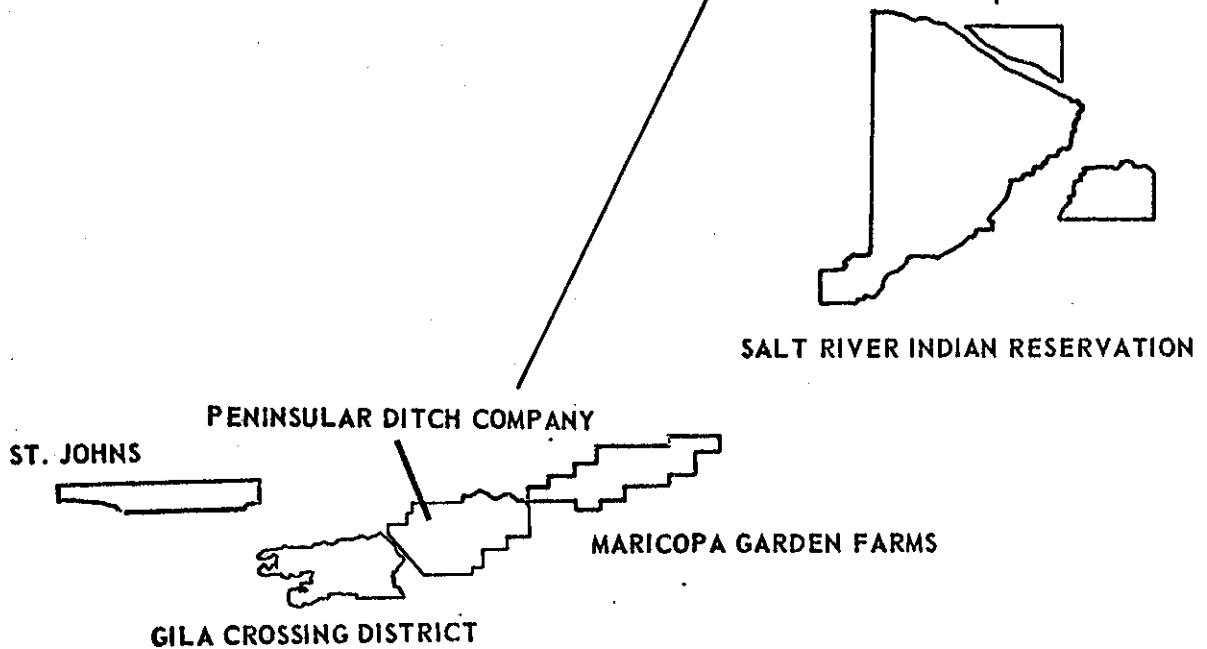 SALT RIVER INDIAN RESERVATION
PENINSULAR DITCH COMPANY
ST. JOHNS
MARICOPA GARDEN FARMS
GILA CROSSING DISTRICT